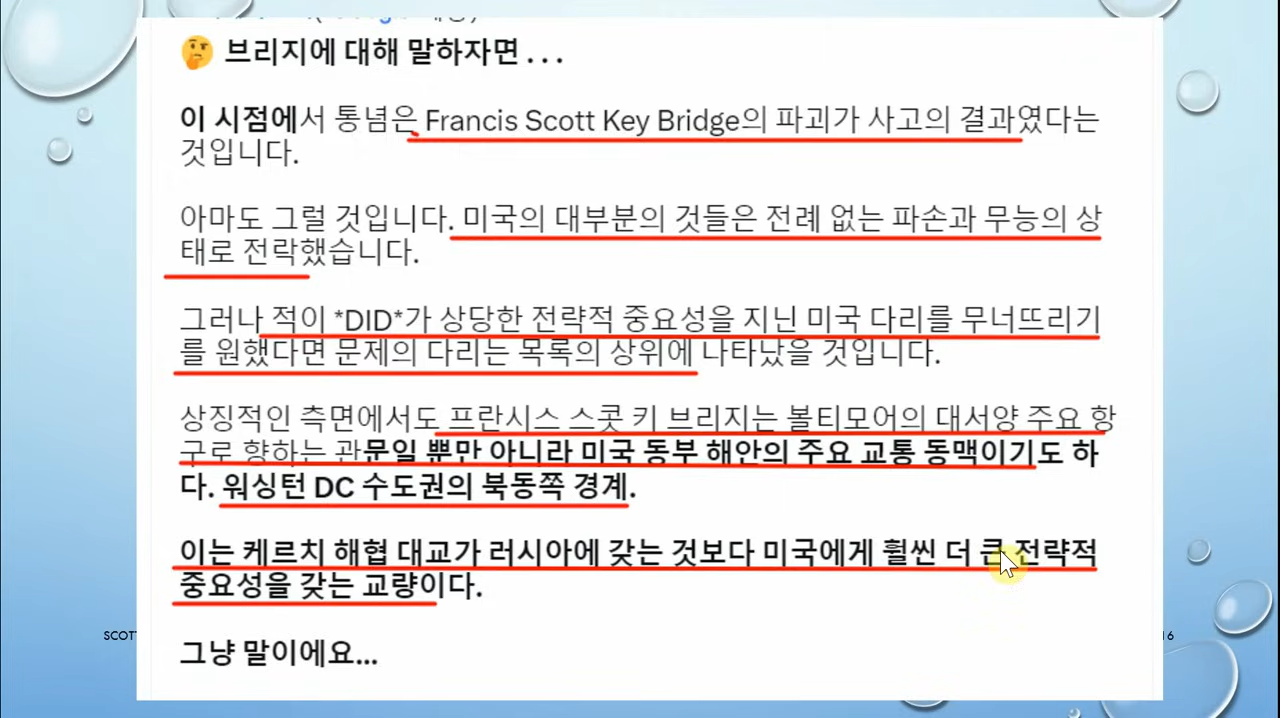 브리지에 대해 말하자면 . . .
이 시점에서 통념은 Francis Scott Key Bridge의 파괴가 사고의 결과였다는
것입니다.
아마도 그럴 것입니다. 미국의 대부분의 것들은 전례 없는 파손과 무능의 상
태로 전락했습니다.
그러나 적이 *DID*가 상당한 전략적 중요성을 지닌 미국 다리를 무너뜨리기
를 원했다면 문제의 다리는 목록의 상위에 나타났을 것입니다.
상징적인 측면에서도 프란시스 스콧 키 브리지는 볼티모어의 대서양 주요 항
구로 향하는 관문일 뿐만 아니라 미국 동부 해안의 주요 교통 동맥이기도 하
다. 워싱턴 DC 수도권의 북동쪽 경계.
이는 케르치 해협 대교가 러시아에 갖는 것보다 미국에게 훨씬 더 큰 전략적
중요성을 갖는 교량이다.
SCOTT
16
그냥 말이에요...